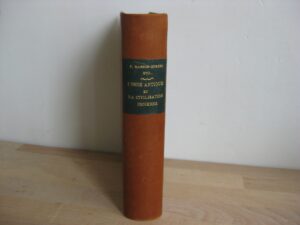 P. MASSON-OURSEL
ETC.
L'INDE ANTIQUE
ET
LA CIVILISATION
INDIENNE